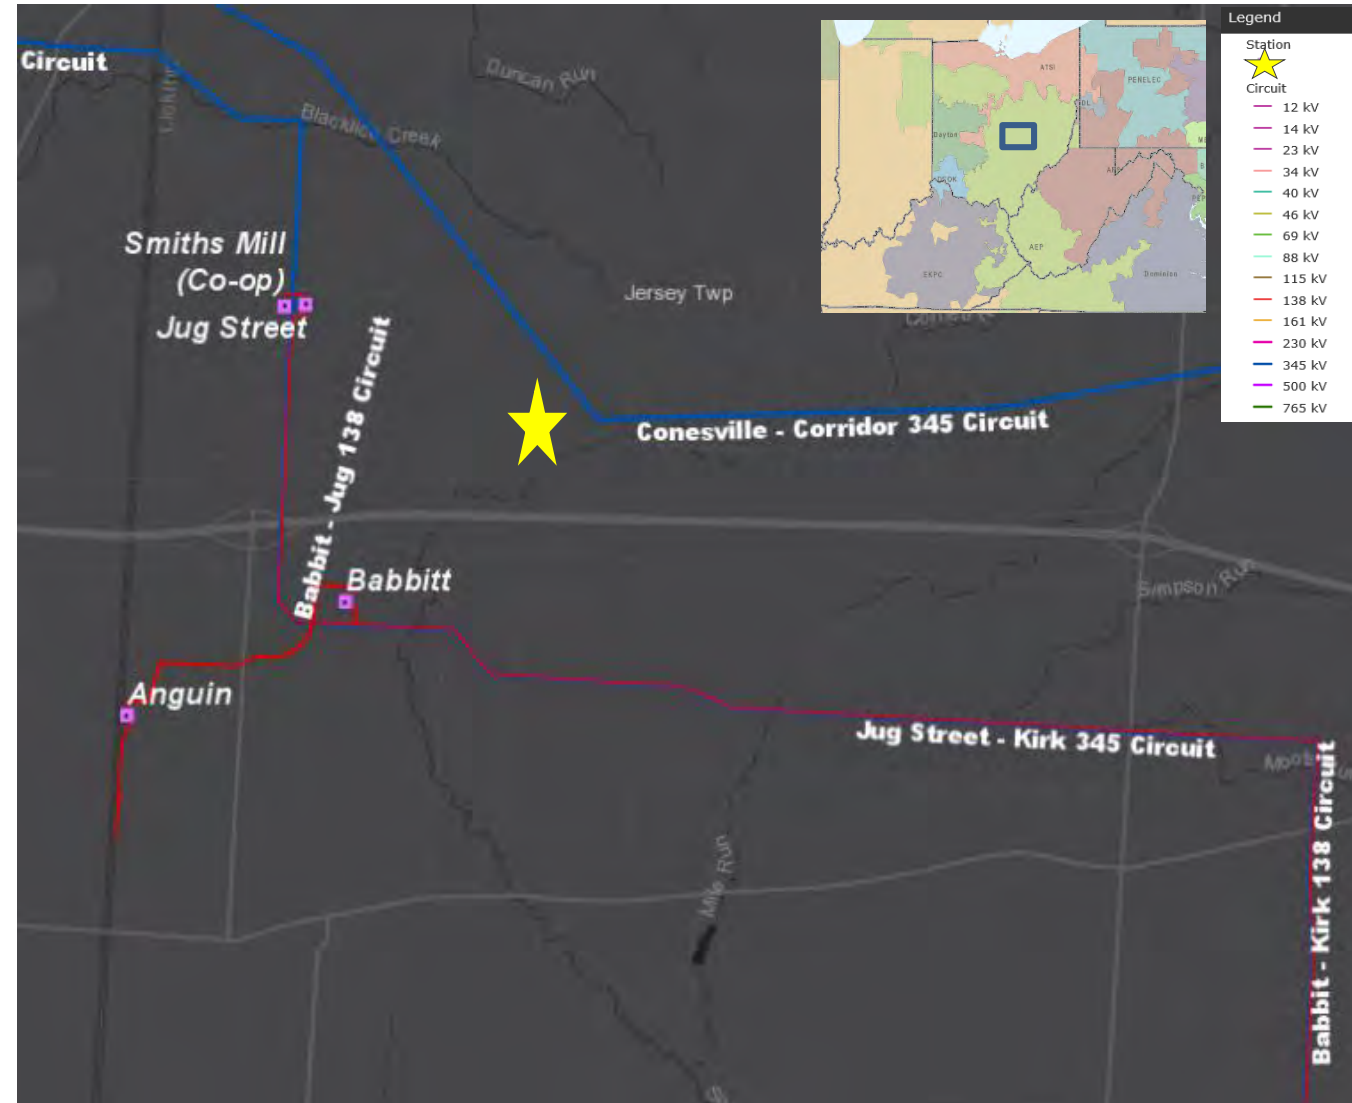 Circuit
Licking
Duncan Run
Blacklick Creek
Smiths Mill
(Co-op)
Jug Street
Jersey Twp
Babbit - Jug 138 Circuit
Conesville - Corridor 345 Circuit
Babbitt
Anguin
Simpson Run
Jug Street - Kirk 345 Circuit
Babbit - Kirk 138 Circuit
Mile Run
ATSI
PENELEC
Dayton
AEP
EKPC
Dominion
Legend
Station
Circuit
12 kV
14 kV
23 kV
34 kV
40 kV
46 kV
69 kV
88 kV
115 kV
138 kV
161 kV
230 kV
345 kV
500 kV
765 kV